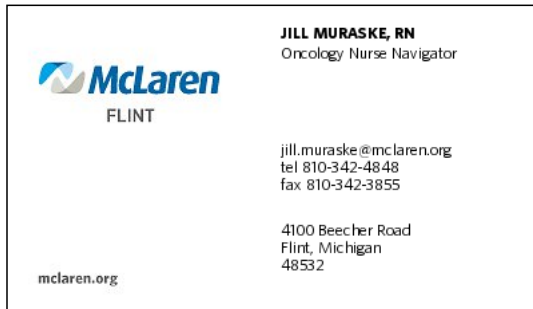 McLaren
FLINT
mclaren.org
JILL MURASKE, RN
Oncology Nurse Navigator
jill.muraske@mclaren.org
tel 810-342-4848
fax 810-342-3855
4100 Beecher Road
Flint, Michigan
48532